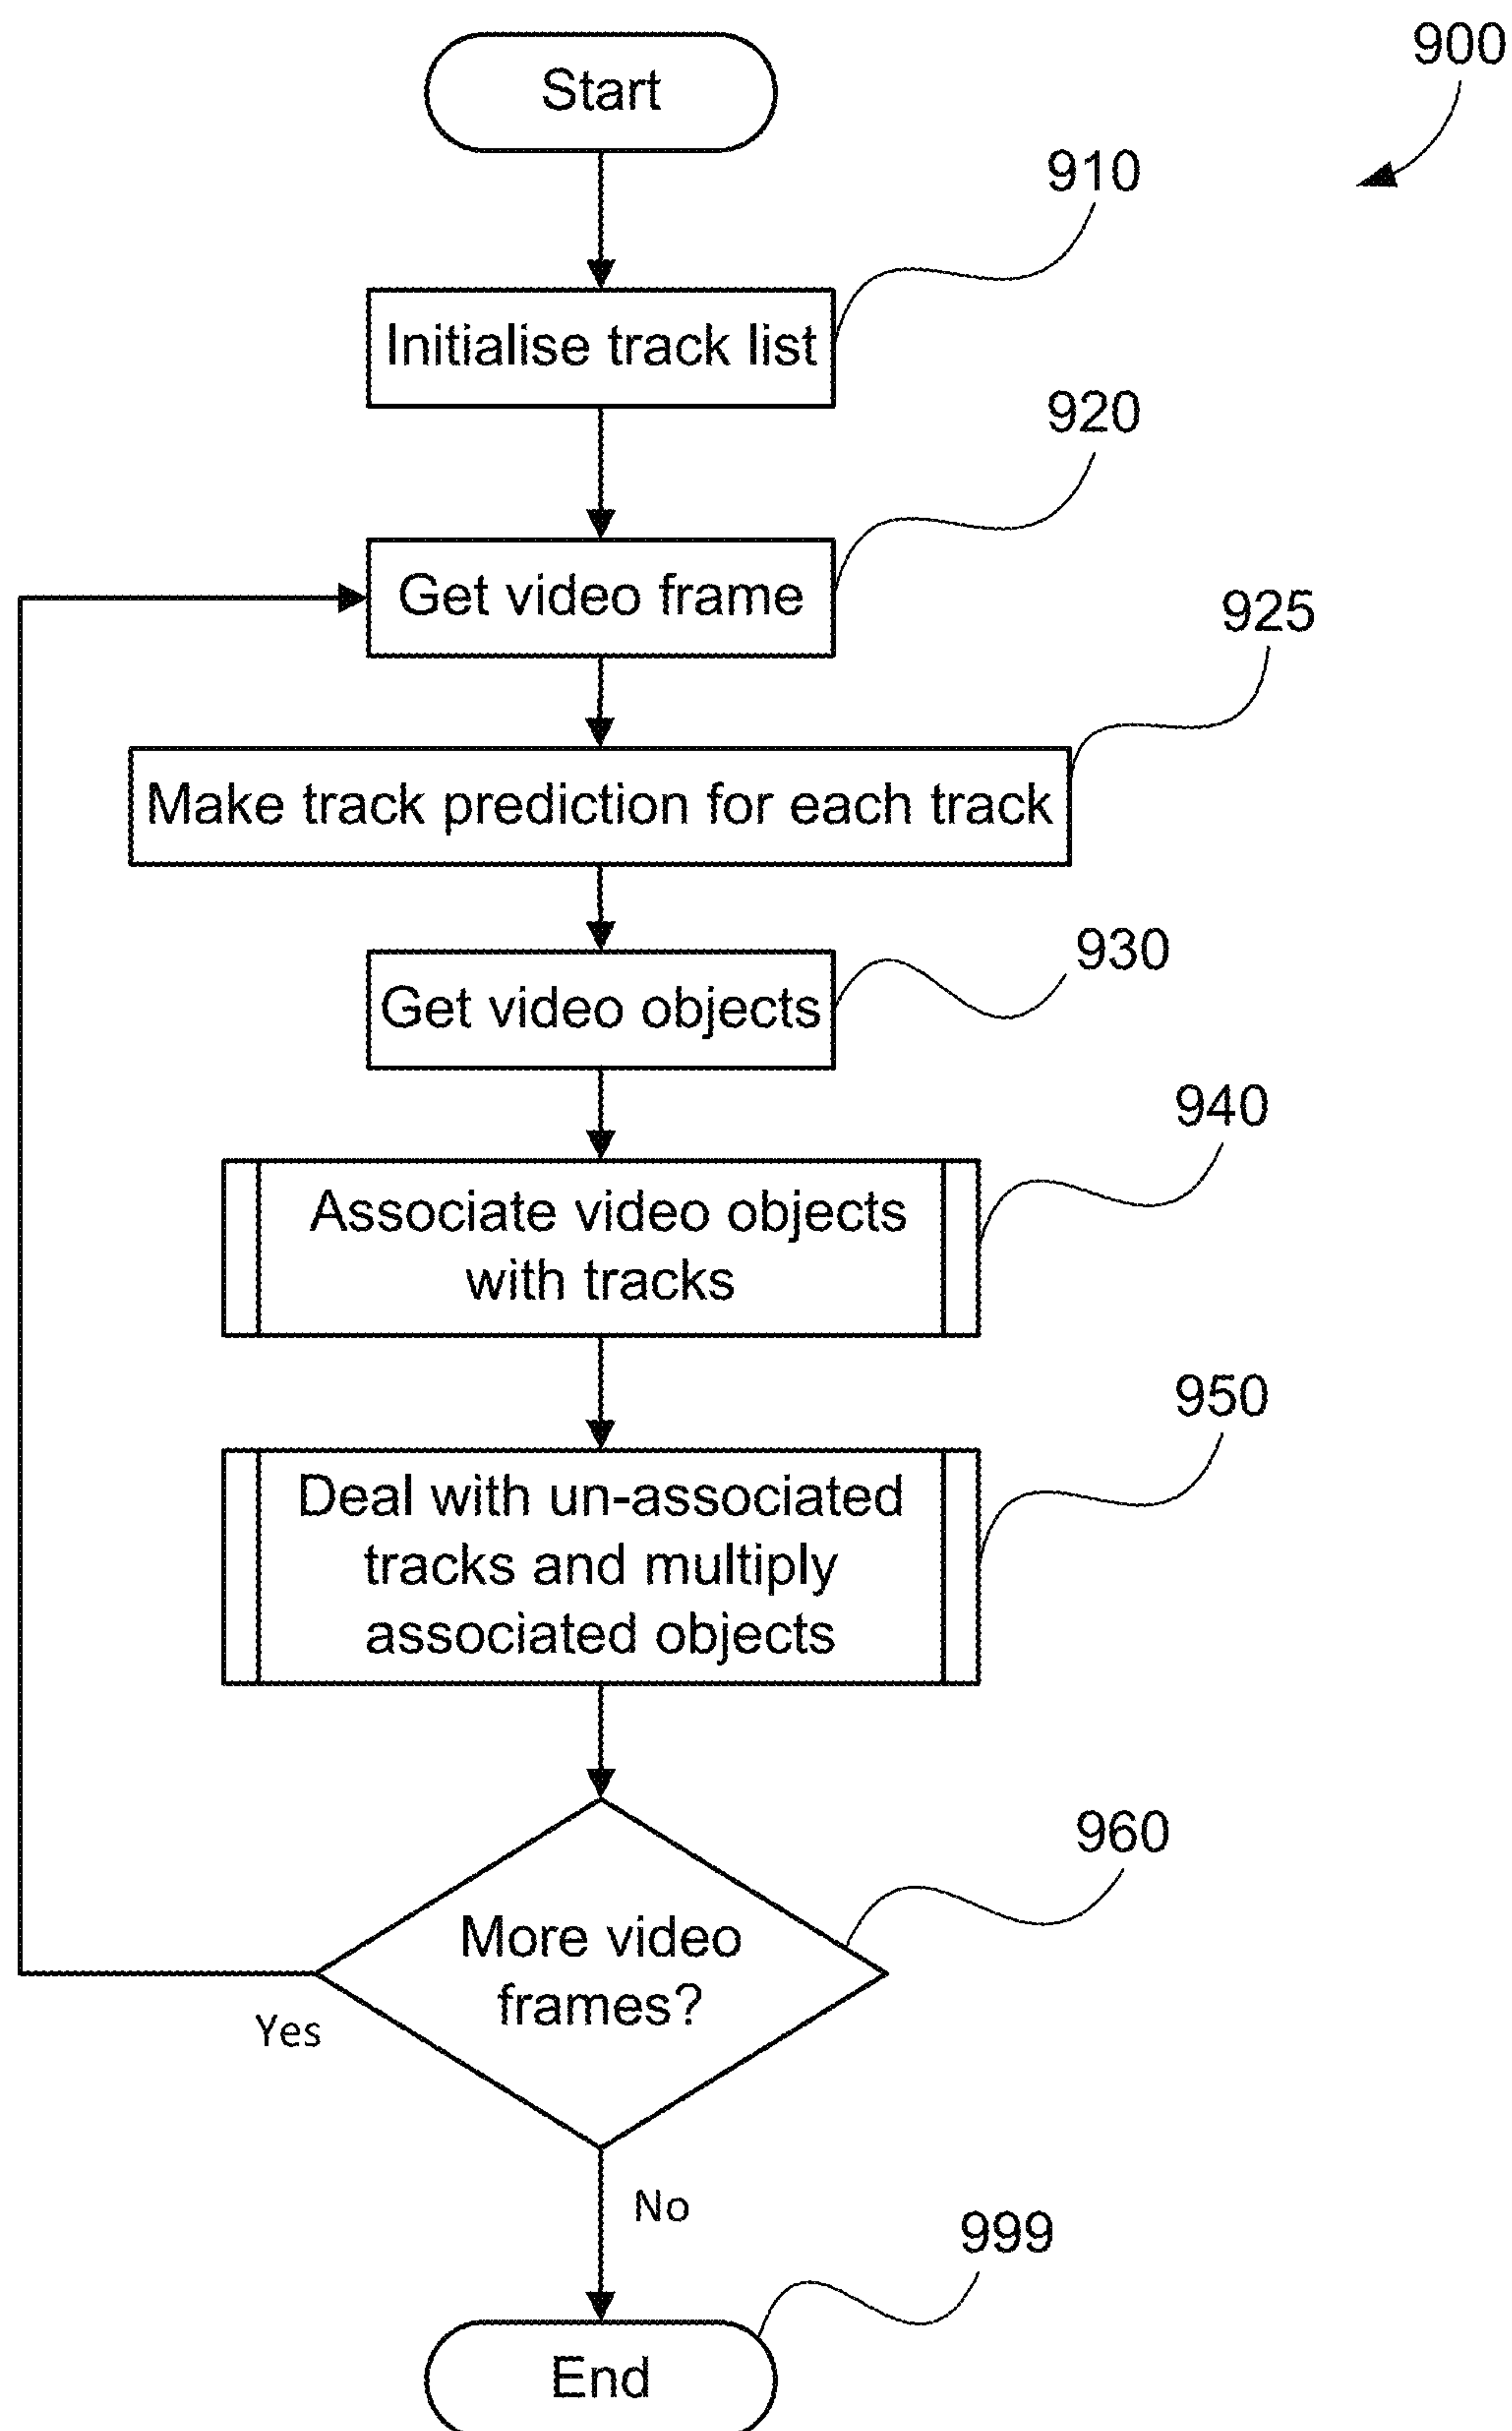 900
Start
910
Initialise track list
920
Get video frame
925
Make track prediction for each track
930
Get video objects
940
Associate video objects
with tracks
950
Deal with un-associated
tracks and multiply
associated objects
960
More video
frames?
Yes
No
999
End